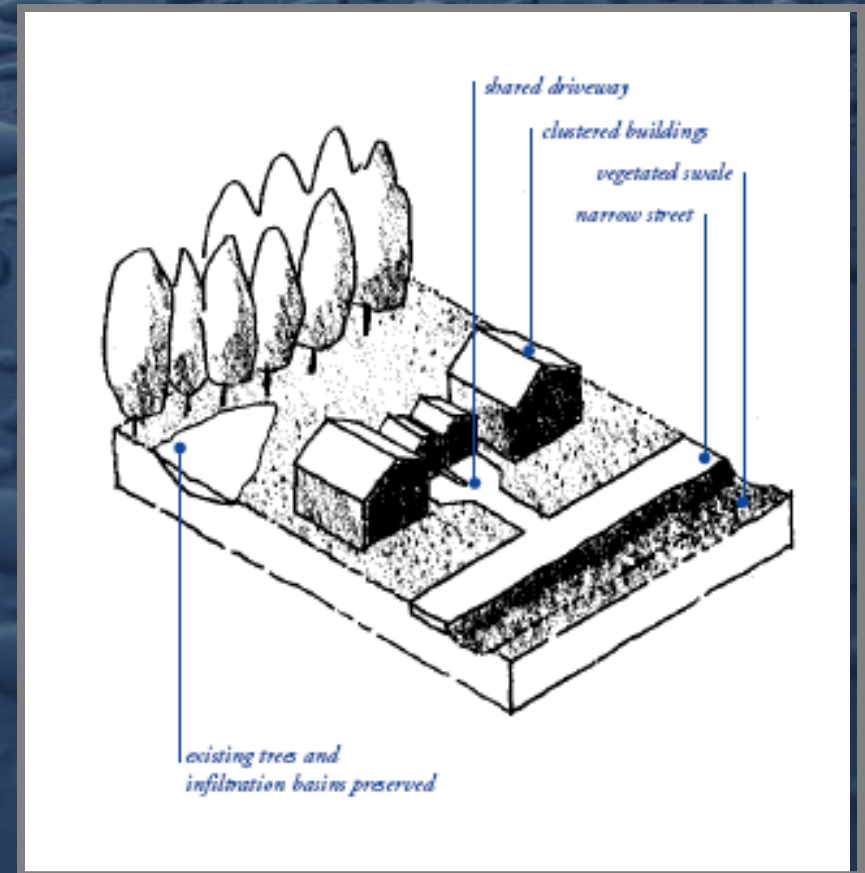 shared driveway
clustered buildings
vegetated swale
narrow street
existing trees and
infiltration basins preserved